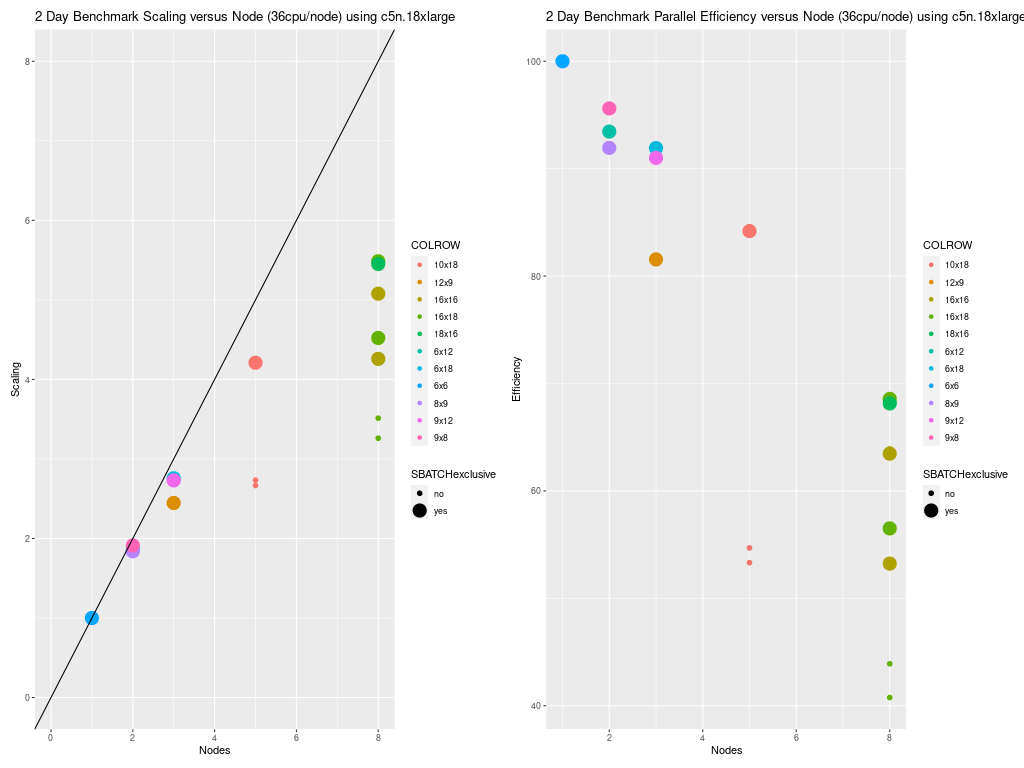 2 Day Benchmark Scaling versus Node (36cpu/node) using c5n.18xlarge
8
6
4
2
0
Scaling
0 2 4 6 8
Nodes
COLROW
10x18
12x9
16x16
16x18
18x16
6x12
6x18
6x6
8x9
9x12
9x8
SBATCHexclusive
no
yes
2 Day Benchmark Parallel Efficiency versus Node (36cpu/node) using c5n.18xlarge
100
80
60
40
Efficiency
2 4 6 8
Nodes
COLROW
10x18
12x9
16x16
16x18
18x16
6x12
6x18
6x6
8x9
9x12
9x8
SBATCHexclusive
no
yes